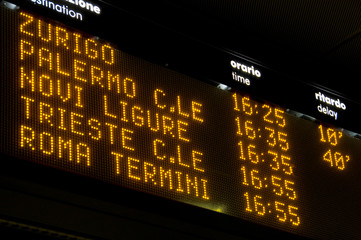 zione orario ritardo
destination time delay
ZURIGO 16:25 10'
PALERMO C.LE 16:35 40'
NOVI LIGURE 16:35
TRIESTE C.LE 16:55
ROMA TERMINI 16:55